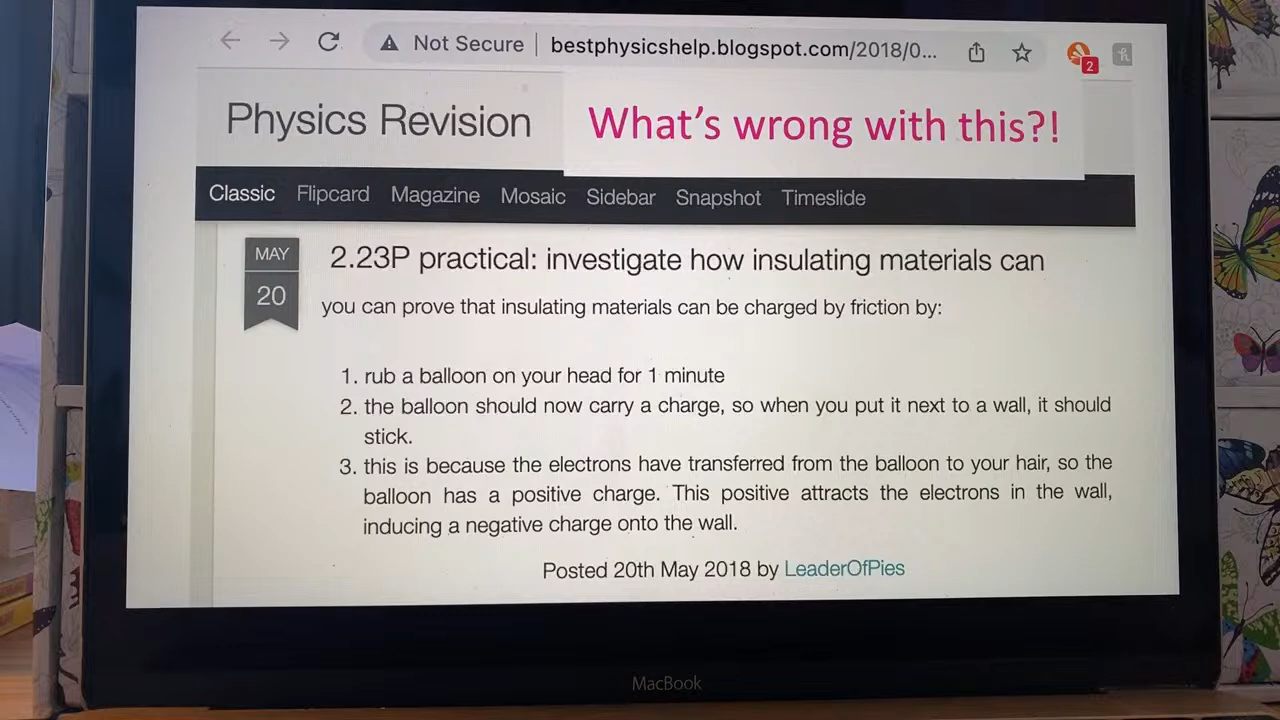 Not Secure bestphysicshelp.blogspot.com/2018/0...
2
h
Physics Revision
What's wrong with this?!
Classic Flipcard Magazine Mosaic Sidebar Snapshot Timeslide
MAY
20
2.23P practical: investigate how insulating materials can
you can prove that insulating materials can be charged by friction by:
1. rub a balloon on your head for 1 minute
2. the balloon should now carry a charge, so when you put it next to a wall, it should
stick.
3. this is because the electrons have transferred from the balloon to your hair, so the
balloon has a positive charge. This positive attracts the electrons in the wall,
inducing a negative charge onto the wall.
Posted 20th May 2018 by LeaderOfPies
MacBook